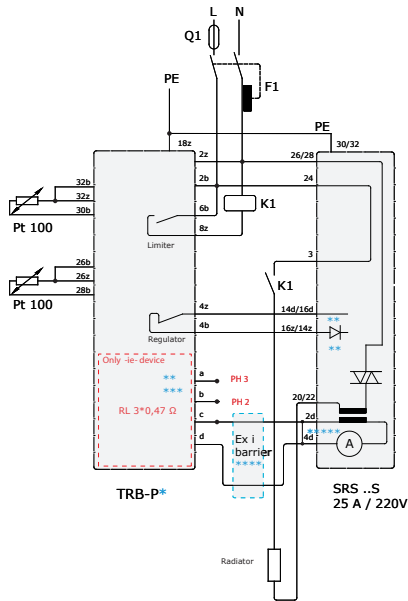 L N
Q1
F1
PE
PE
18z
30/32
2z
26/28
2b
24
32b
32z
30b
Pt 100
6b
K1
8z
Limiter
3
26b
26z
28b
Pt 100
K1
4z
14d/16d
**
4b
16z/14z
Regulator
**
Only -ie- device
**
a
PH 3
***
b
PH 2
20/22
RL 3*0,47 Ω
c
2d
d
Ex i
barrier
****
*****
4d
A
TRB-P*
SRS ..S
25 A / 220V
Radiator